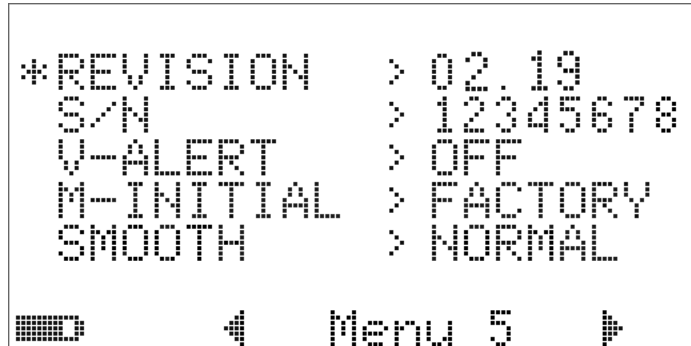 *REVISION > 02.19
S/N > 12345678
V-ALERT > OFF
M-INITIAL > FACTORY
SMOOTH > NORMAL
◀ Menu 5 ▶